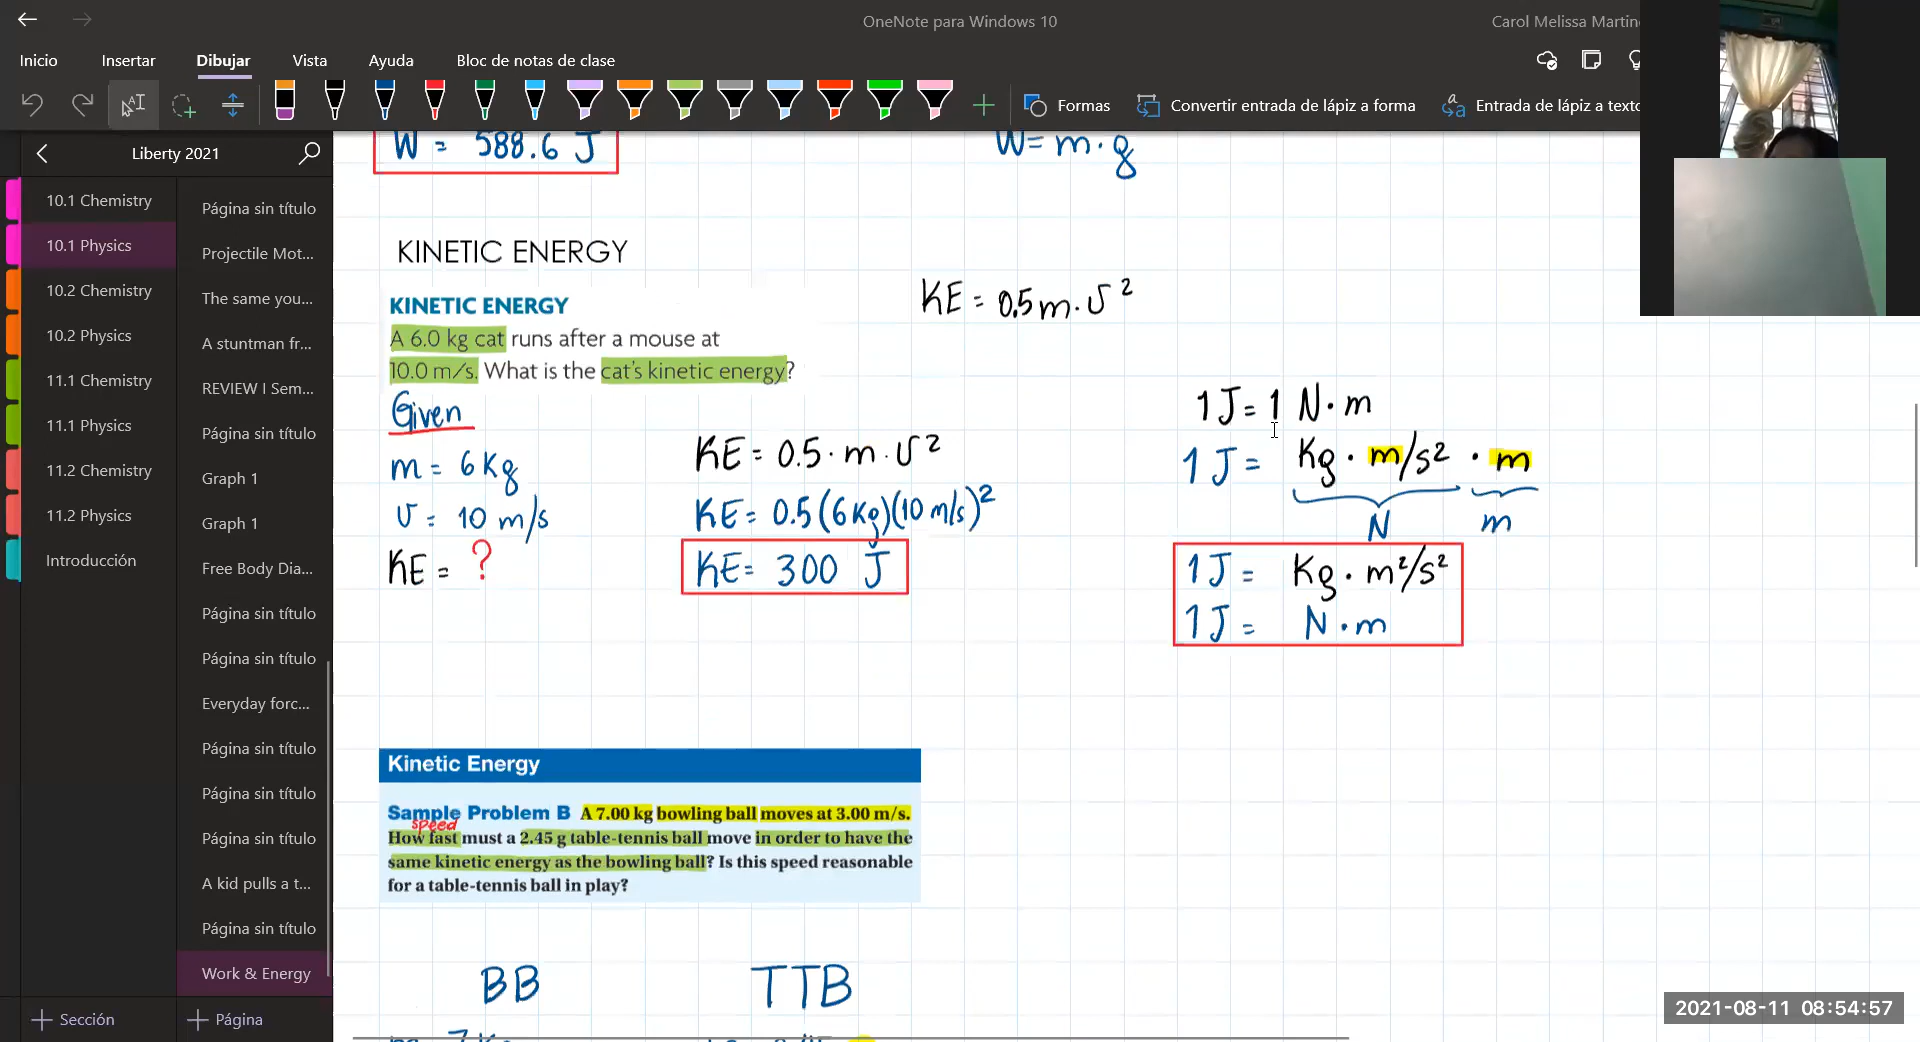 OneNote para Windows 10
Carol Melissa Martin
Inicio Insertar Dibujar Vista Ayuda Bloc de notas de clase
Formas Convertir entrada de lápiz a forma Entrada de lápiz a texto
Liberty 2021
10.1 Chemistry
10.1 Physics
10.2 Chemistry
10.2 Physics
11.1 Chemistry
11.1 Physics
11.2 Chemistry
11.2 Physics
Introducción
Sección
Página sin título
Projectile Mot...
The same you...
A stuntman fr...
REVIEW I Sem...
Página sin título
Graph 1
Graph 1
Free Body Dia...
Página sin título
Página sin título
Everyday forc...
Página sin título
Página sin título
Página sin título
A kid pulls a t...
Página sin título
Work & Energy
Página
W = 588.6 J
W = m · g
KINETIC ENERGY
KINETIC ENERGY
A 6.0 kg cat runs after a mouse at
10.0 m/s. What is the cat's kinetic energy?
KE = 0.5 m · v²
Given
m = 6 Kg
v = 10 m/s
KE = ?
KE = 0.5 · m · v²
KE = 0.5 (6 Kg)(10 m/s)²
KE = 300 J
1 J = 1 N · m
1 J = Kg · m/s² · m
N m
1 J = Kg · m²/s²
1 J = N · m
Kinetic Energy
Sample Problem B A 7.00 kg bowling ball moves at 3.00 m/s.
speed
How fast must a 2.45 g table-tennis ball move in order to have the
same kinetic energy as the bowling ball? Is this speed reasonable
for a table-tennis ball in play?
BB TTB
2021-08-11 08:54:57